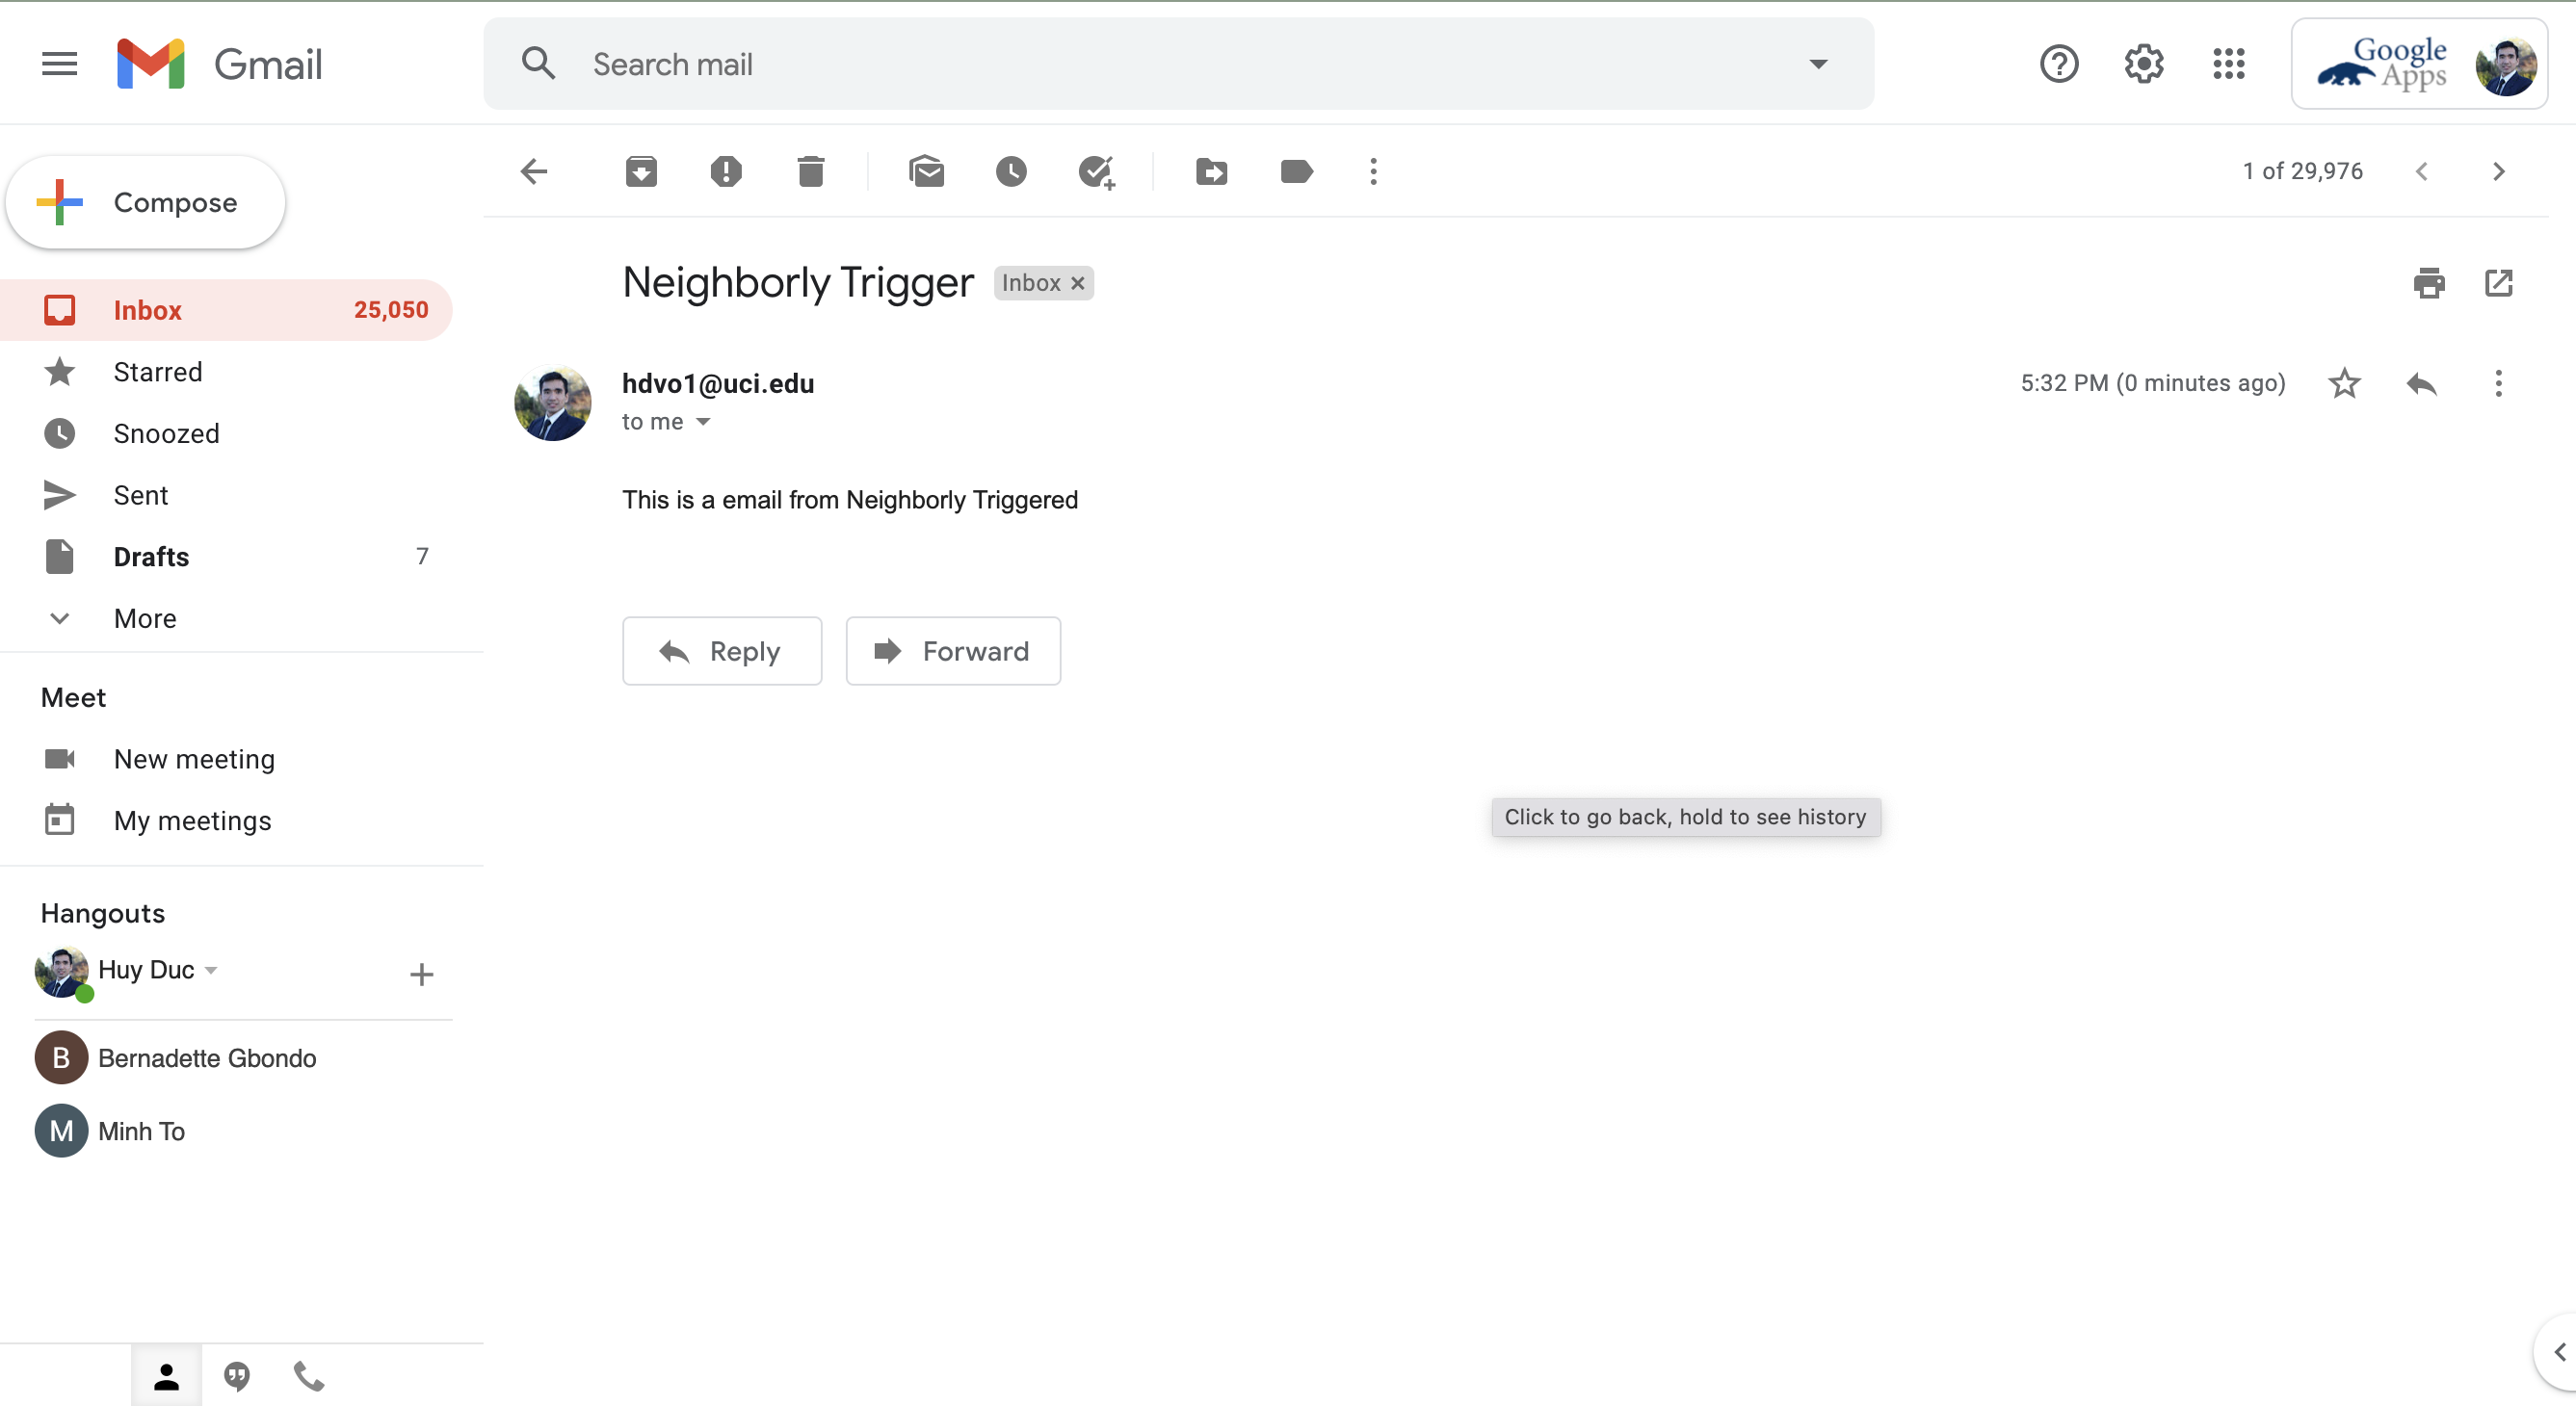 Gmail
Search mail
Google
Apps
Compose
1 of 29,976
Inbox 25,050
Starred
Snoozed
Sent
Drafts 7
More
Neighborly Trigger Inbox ×
hdvo1@uci.edu
5:32 PM (0 minutes ago)
to me
This is a email from Neighborly Triggered
Reply
Forward
Meet
New meeting
My meetings
Click to go back, hold to see history
Hangouts
Huy Duc
B Bernadette Gbondo
M Minh To